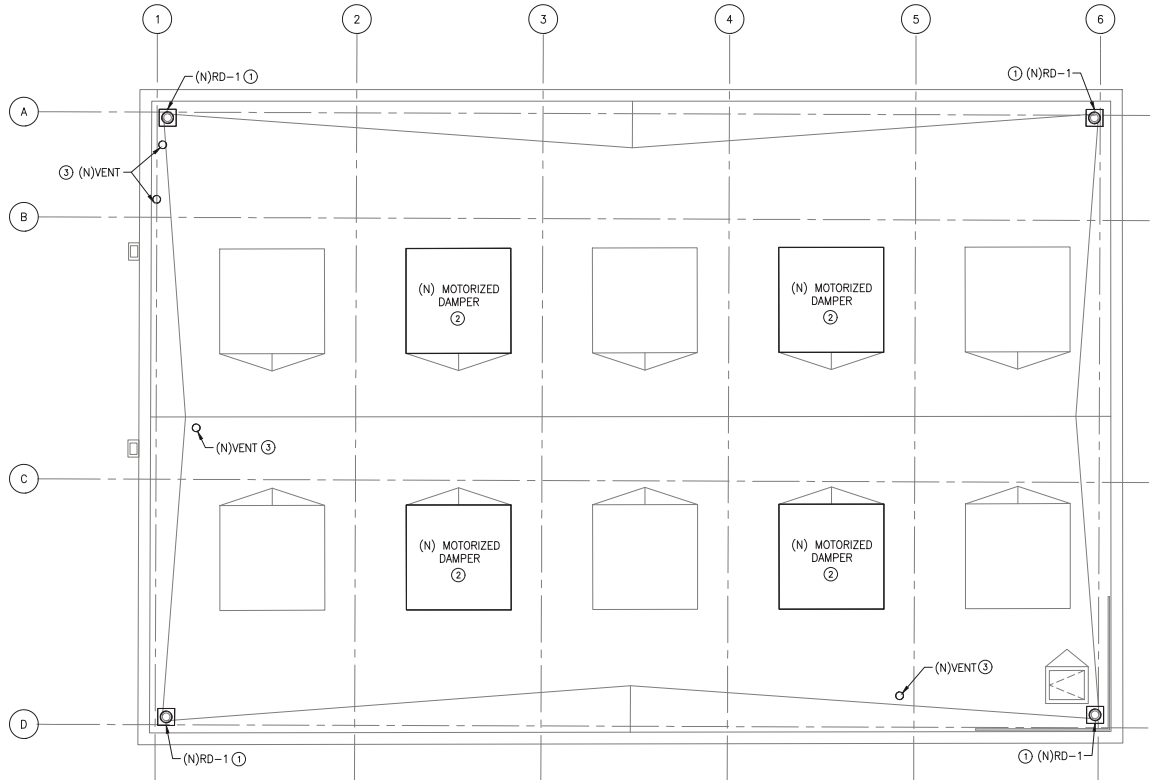 1 2 3 4 5 6
(N)RD-1 1
1 (N)RD-1
A
3 (N)VENT
B
(N) MOTORIZED
DAMPER
2
(N) MOTORIZED
DAMPER
2
(N)VENT 3
C
(N) MOTORIZED
DAMPER
2
(N) MOTORIZED
DAMPER
2
(N)VENT 3
D
(N)RD-1 1
1 (N)RD-1